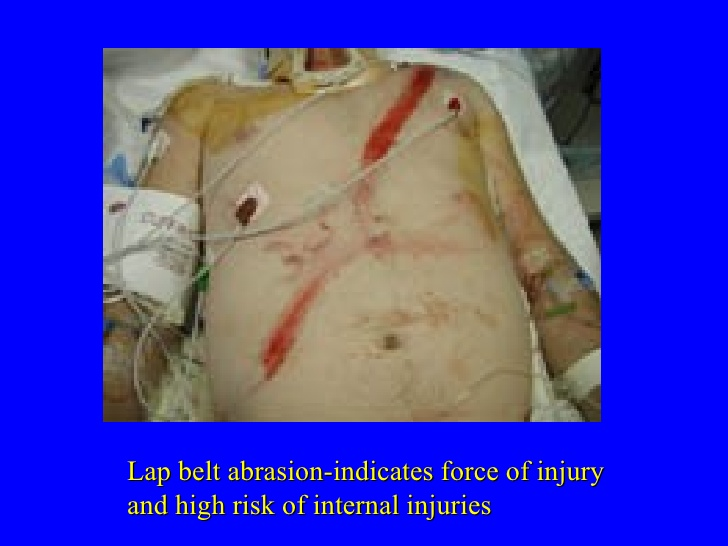 Lap belt abrasion-indicates force of injury
and high risk of internal injuries